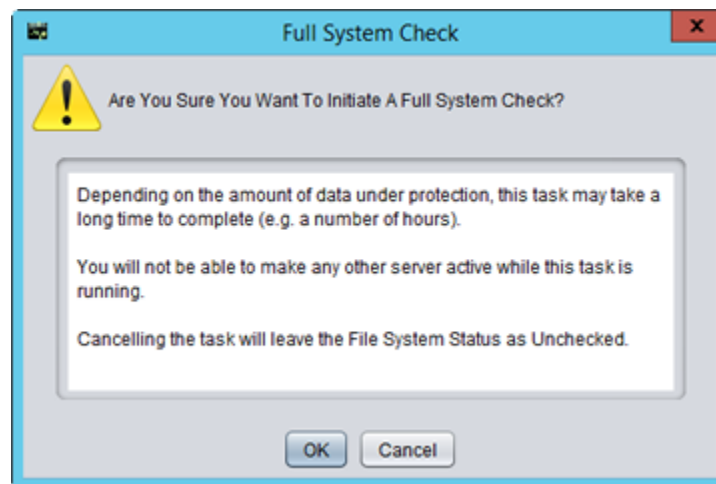 Full System Check
x
Are You Sure You Want To Initiate A Full System Check?
Depending on the amount of data under protection, this task may take a
long time to complete (e.g. a number of hours).
You will not be able to make any other server active while this task is
running.
Cancelling the task will leave the File System Status as Unchecked.
OK Cancel